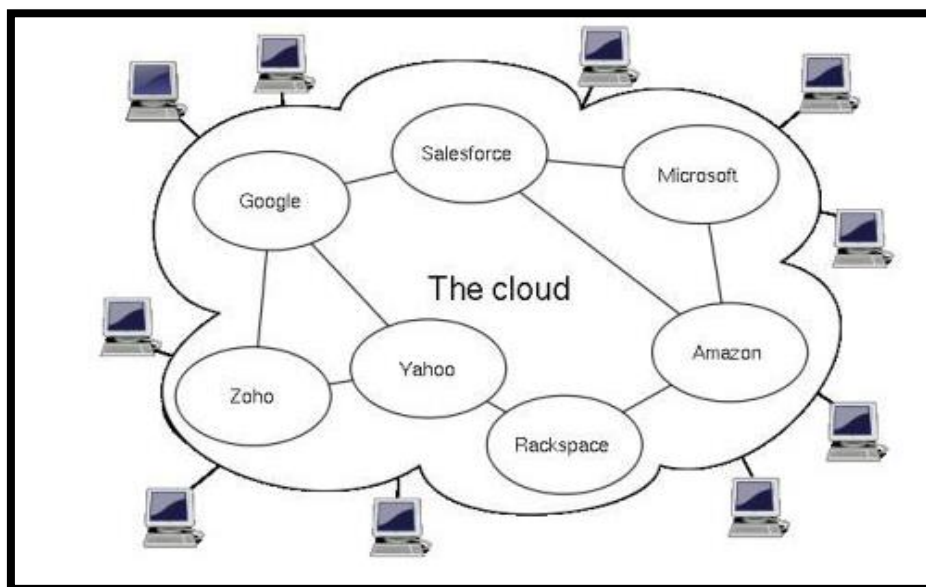 Salesforce
Microsoft
Google
The cloud
Amazon
Yahoo
Zoho
Rackspace